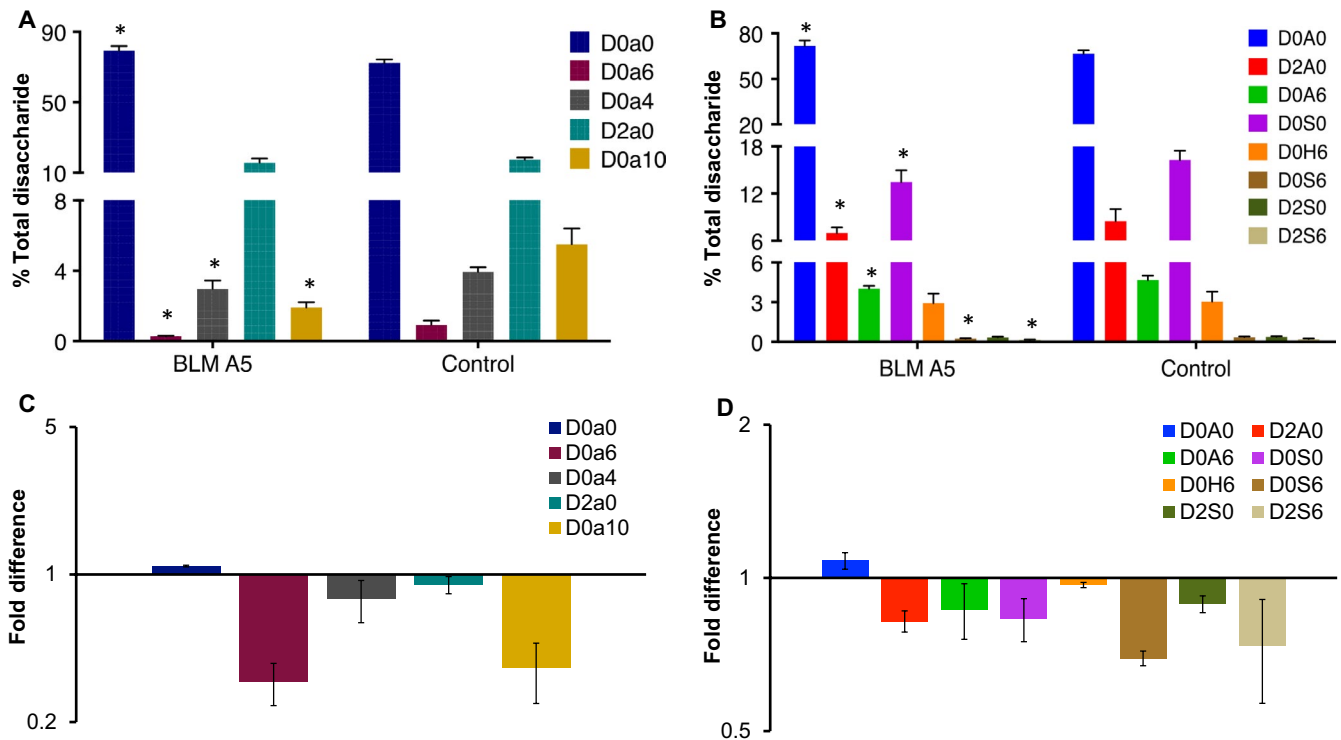 A
% Total disaccharide
90
50
10
8
4
0
*
*
*
*
BLM A5
Control
D0a0
D0a6
D0a4
D2a0
D0a10
B
% Total disaccharide
80
50
20
18
12
6
6
3
0
*
*
*
*
*
*
BLM A5
Control
D0A0
D2A0
D0A6
D0S0
D0H6
D0S6
D2S0
D2S6
C
Fold difference
5
1
0.2
D0a0
D0a6
D0a4
D2a0
D0a10
D
Fold difference
2
1
0.5
D0A0 D2A0
D0A6 D0S0
D0H6 D0S6
D2S0 D2S6